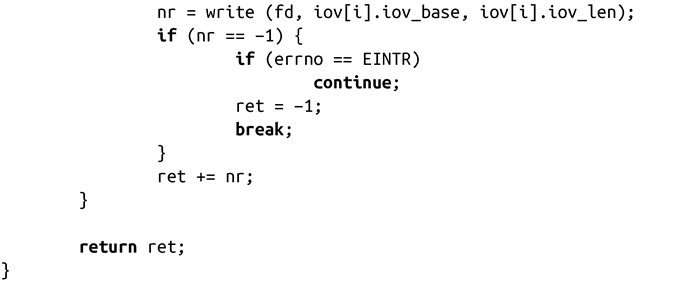 nr = write (fd, iov[i].iov_base, iov[i].iov_len);
if (nr == –1) {
if (errno == EINTR)
continue;
ret = –1;
break;
}
ret += nr;
}
return ret;
}